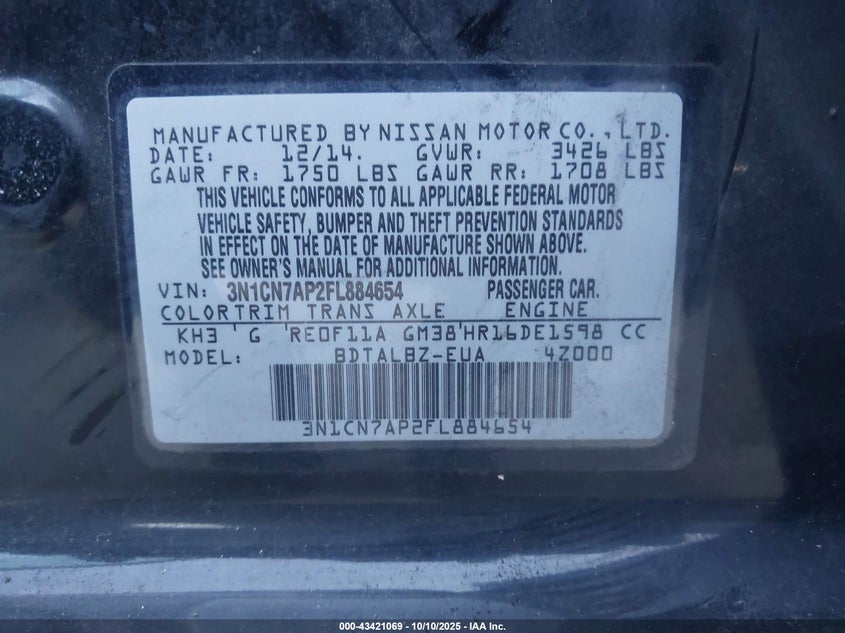 MANUFACTURED BY NISSAN MOTOR CO., LTD.
DATE: 12/14. GVWR: 3426 LBS
GAWR FR: 1750 LBS GAWR RR: 1708 LBS
THIS VEHICLE CONFORMS TO ALL APPLICABLE FEDERAL MOTOR
VEHICLE SAFETY, BUMPER AND THEFT PREVENTION STANDARDS
IN EFFECT ON THE DATE OF MANUFACTURE SHOWN ABOVE.
SEE OWNER'S MANUAL FOR ADDITIONAL INFORMATION.
VIN: 3N1CN7AP2FL884654 PASSENGER CAR.
COLOR TRIM TRANS AXLE ENGINE
KH3 ' G 'RE0F11A GM38'HR16DE1598 CC
MODEL: BDTALBZ-EUA 4Z000
3N1CN7AP2FL884654
000-43421069 - 10/10/2025 - IAA Inc.